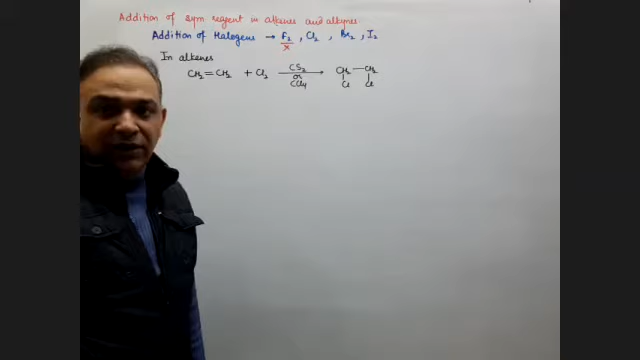 Addition of sym regent in alkenes and alkynes.
Addition of Halogens → F₂ , Cl₂ , Br₂ , I₂
x
In alkenes
CH₂=CH₂ + Cl₂ CS₂ or CCl₄ → CH₂—CH₂
Cl Cl